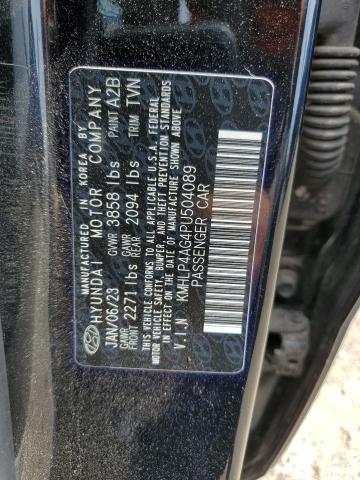 MANUFACTURED IN KOREA BY
HYUNDAI MOTOR COMPANY
JAN/06/23 GVWR 3858 lbs PAINT A2B
GAWR FRONT 2271 lbs GAWR REAR 2094 lbs TRIM TVN
THIS VEHICLE CONFORMS TO ALL APPLICABLE U.S.A. FEDERAL
MOTOR VEHICLE SAFETY, BUMPER, AND THEFT PREVENTION
STANDARDS IN EFFECT ON THE DATE OF MANUFACTURE
SHOWN ABOVE.
V.I.N KMHLP4AG4PU504089
PASSENGER CAR